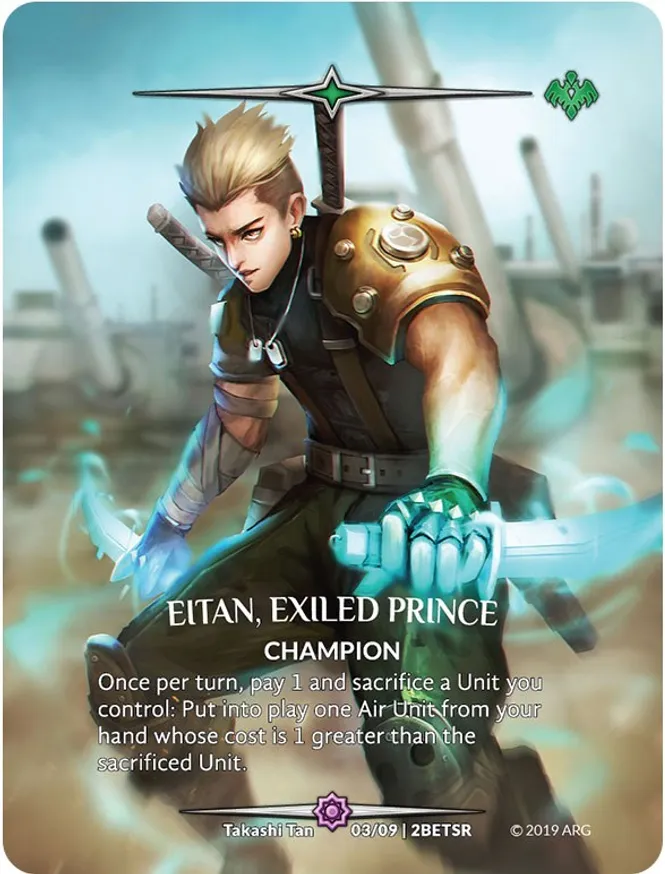 EITAN, EXILED PRINCE
CHAMPION
Once per turn, pay 1 and sacrifice a Unit you
control: Put into play one Air Unit from your
hand whose cost is 1 greater than the
sacrificed Unit.
Takashi Tan 03/09 | 2BETSR © 2019 ARG